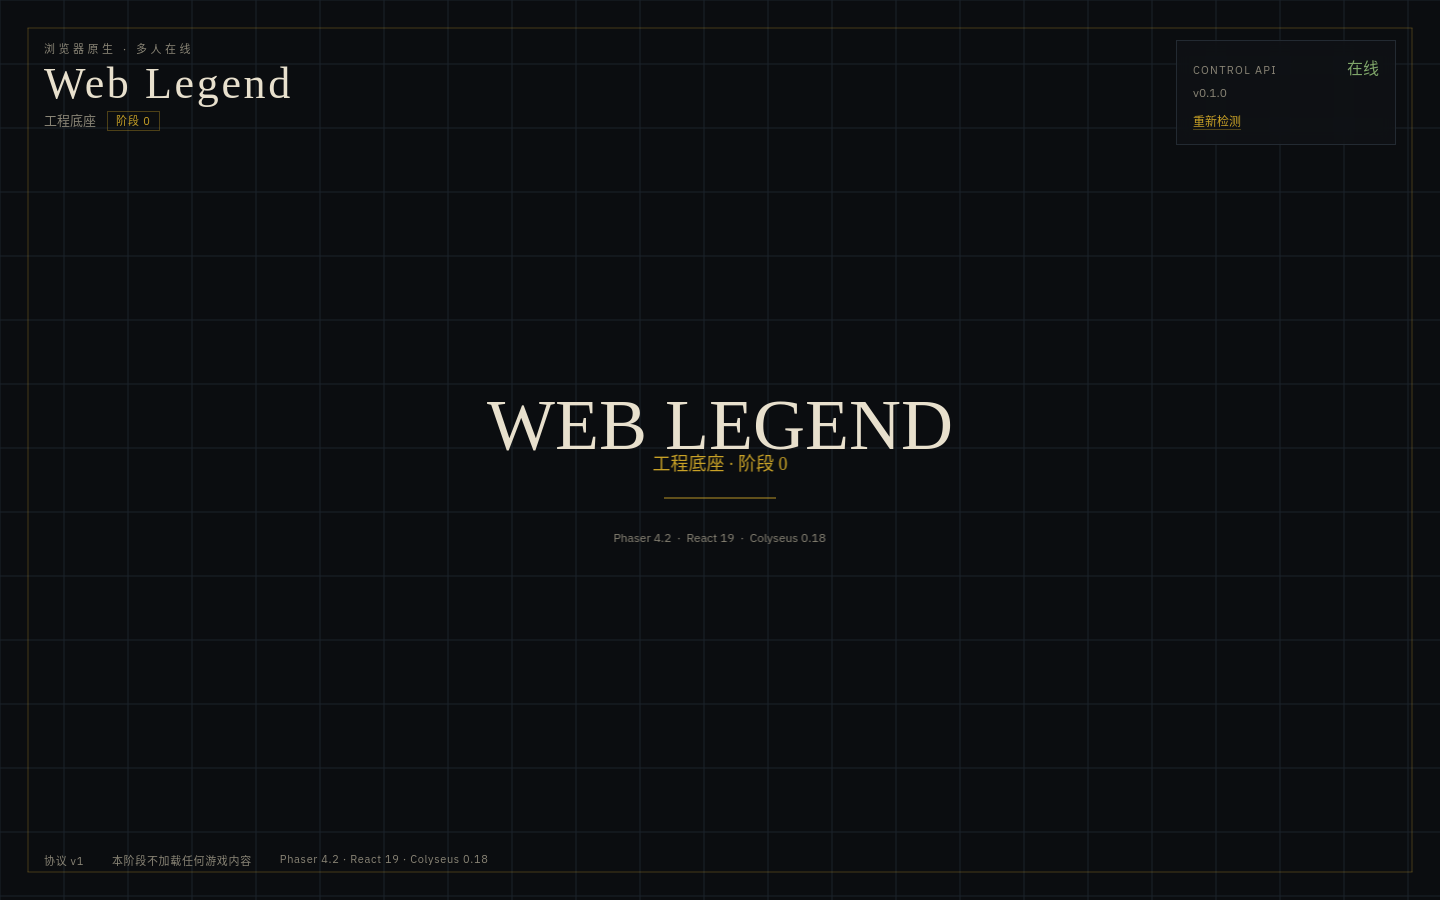 浏览器原生 · 多人在线
Web Legend
工程底座 阶段 0
CONTROL API 在线
v0.1.0
重新检测
WEB LEGEND
工程底座 · 阶段 0
Phaser 4.2 · React 19 · Colyseus 0.18
协议 v1 本阶段不加载任何游戏内容 Phaser 4.2 · React 19 · Colyseus 0.18